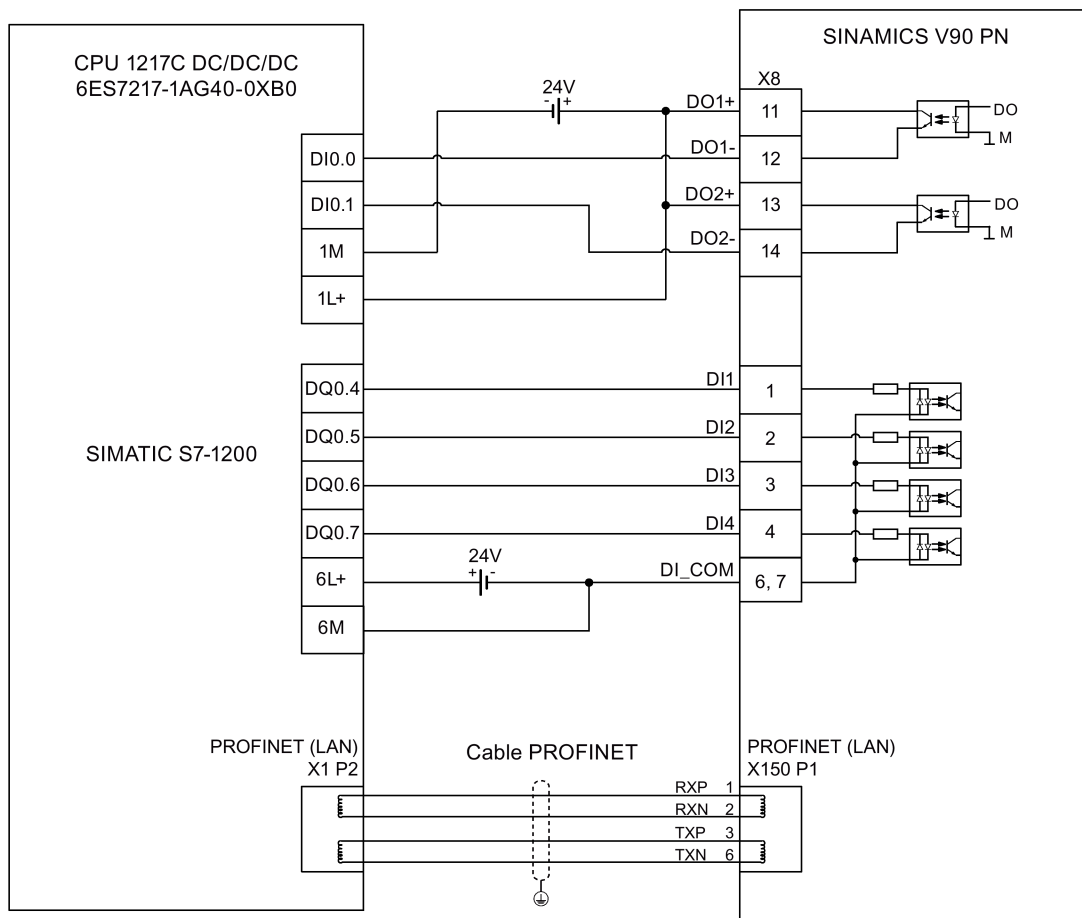 SINAMICS V90 PN
CPU 1217C DC/DC/DC
6ES7217-1AG40-0XB0
X8
24V
- +
DO1+
11
DO
M
DI0.0
DO1-
12
DI0.1
DO2+
13
DO
M
1M
DO2-
14
1L+
DQ0.4
DI1
1
SIMATIC S7-1200
DQ0.5
DI2
2
DQ0.6
DI3
3
DQ0.7
DI4
4
24V
+ -
6L+
DI_COM
6, 7
6M
PROFINET (LAN)
X1 P2
Cable PROFINET
PROFINET (LAN)
X150 P1
RXP 1
RXN 2
TXP 3
TXN 6